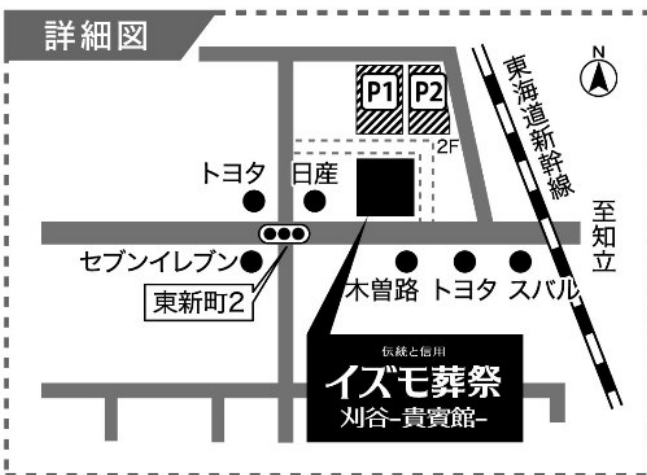 詳細図
N
P1 P2
2F
東海道新幹線
トヨタ 日産
至知立
セブンイレブン
東新町2
木曽路 トヨタ スバル
伝統と信用
イズモ葬祭
刈谷-貴賓館-